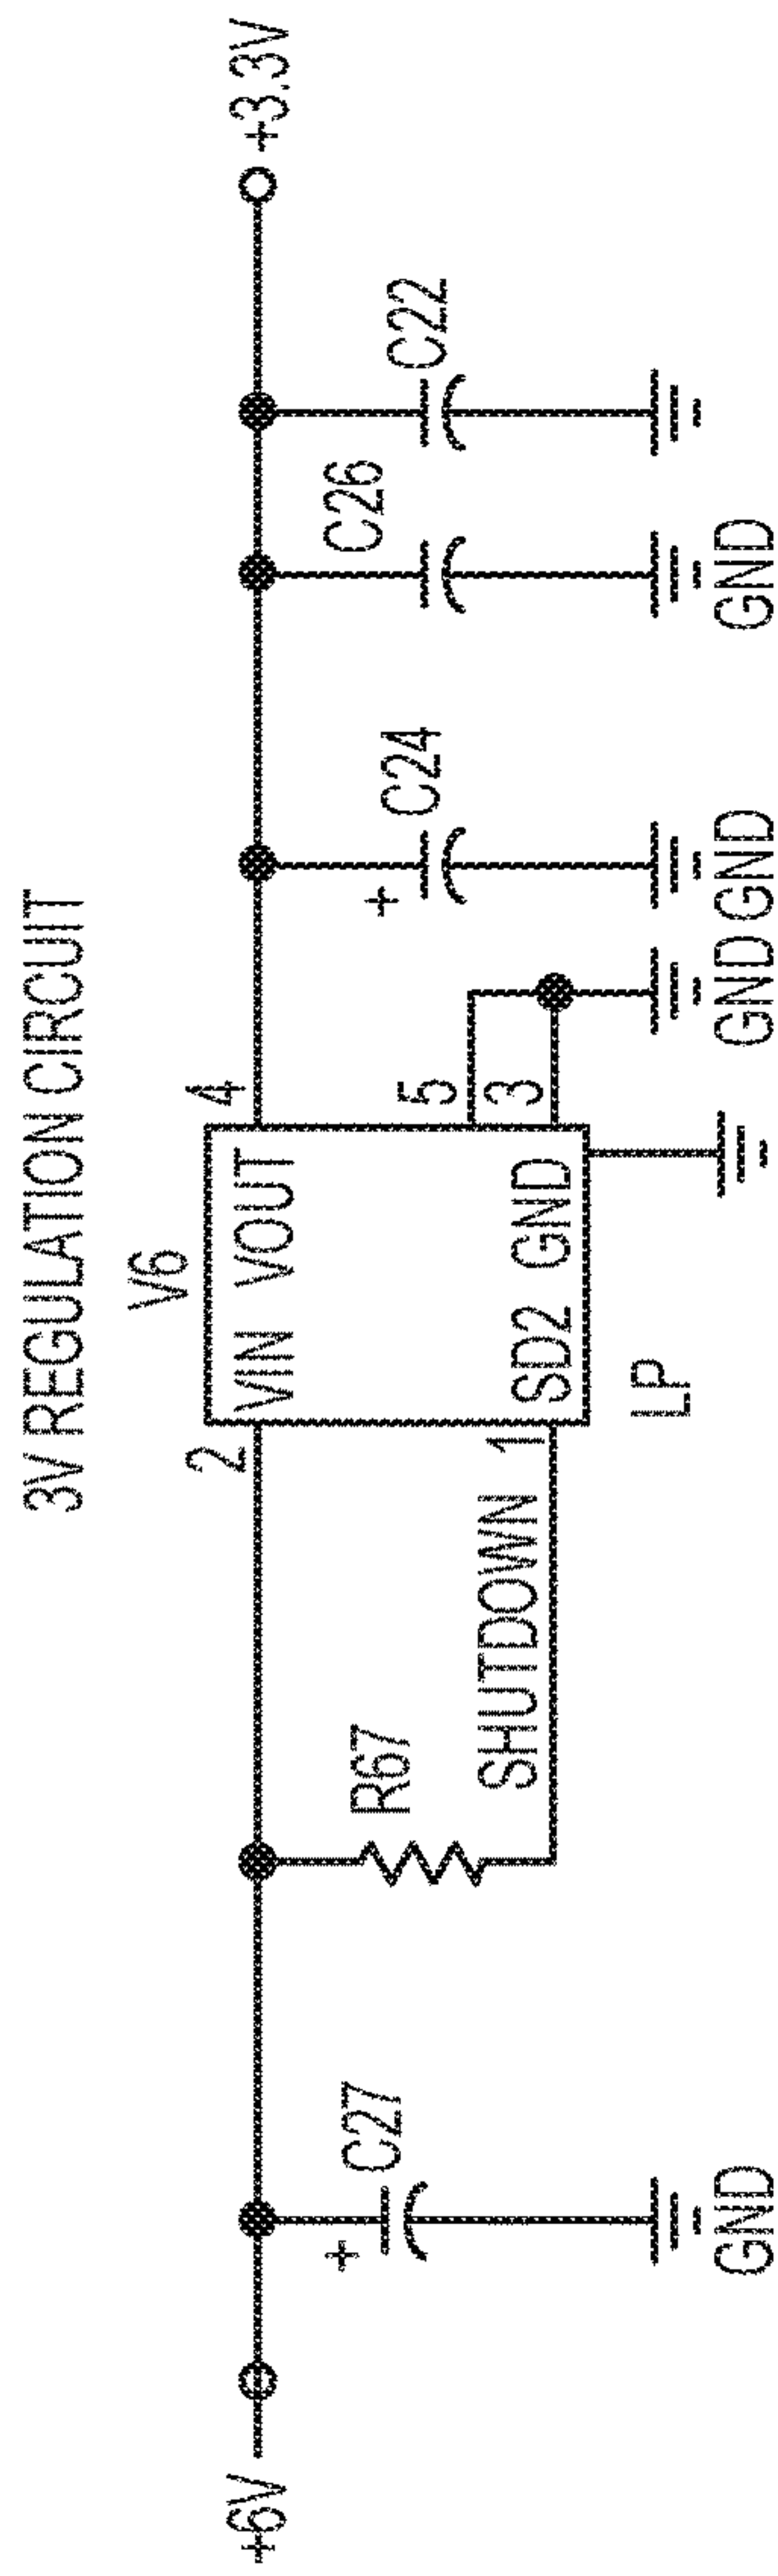 3V REGULATION CIRCUIT
V6
+6V
2
VIN VOUT
4
+3.3V
C27
+
R67
SHUTDOWN
1
SD2 GND
5
3
LP
+
C24
C26
C22
GND
GND
GND
GND